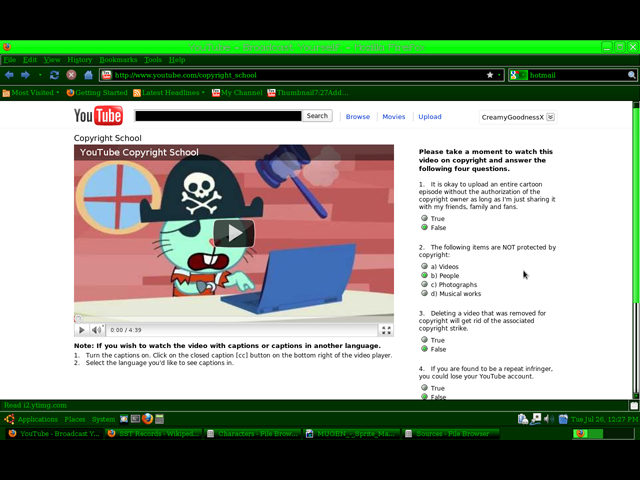 YouTube - Broadcast Yourself. - Mozilla Firefox
File Edit View History Bookmarks Tools Help
http://www.youtube.com/copyright_school
hotmail
Most Visited Getting Started Latest Headlines My Channel Thumbnail7:27Add...
YouTube Search Browse Movies Upload CreamyGoodnessX
Copyright School
YouTube Copyright School
0:00 / 4:39
Note: If you wish to watch the video with captions or captions in another language.
1. Turn the captions on. Click on the closed caption [cc] button on the bottom right of the video player.
2. Select the language you'd like to see captions in.
Please take a moment to watch this
video on copyright and answer the
following four questions.
1. It is okay to upload an entire cartoon
episode without the authorization of the
copyright owner as long as I'm just sharing it
with my friends, family and fans.
True
False
2. The following items are NOT protected by
copyright:
a) Videos
b) People
c) Photographs
d) Musical works
3. Deleting a video that was removed for
copyright will get rid of the associated
copyright strike.
True
False
4. If you are found to be a repeat infringer,
you could lose your YouTube account.
True
False
Read i2.ytimg.com
Applications Places System Tue Jul 26, 12:27 PM
YouTube - Broadcast Y... SST Records - Wikiped... Characters - File Brow... MUGEN_-_Sprite_Ma... Sources - File Browser